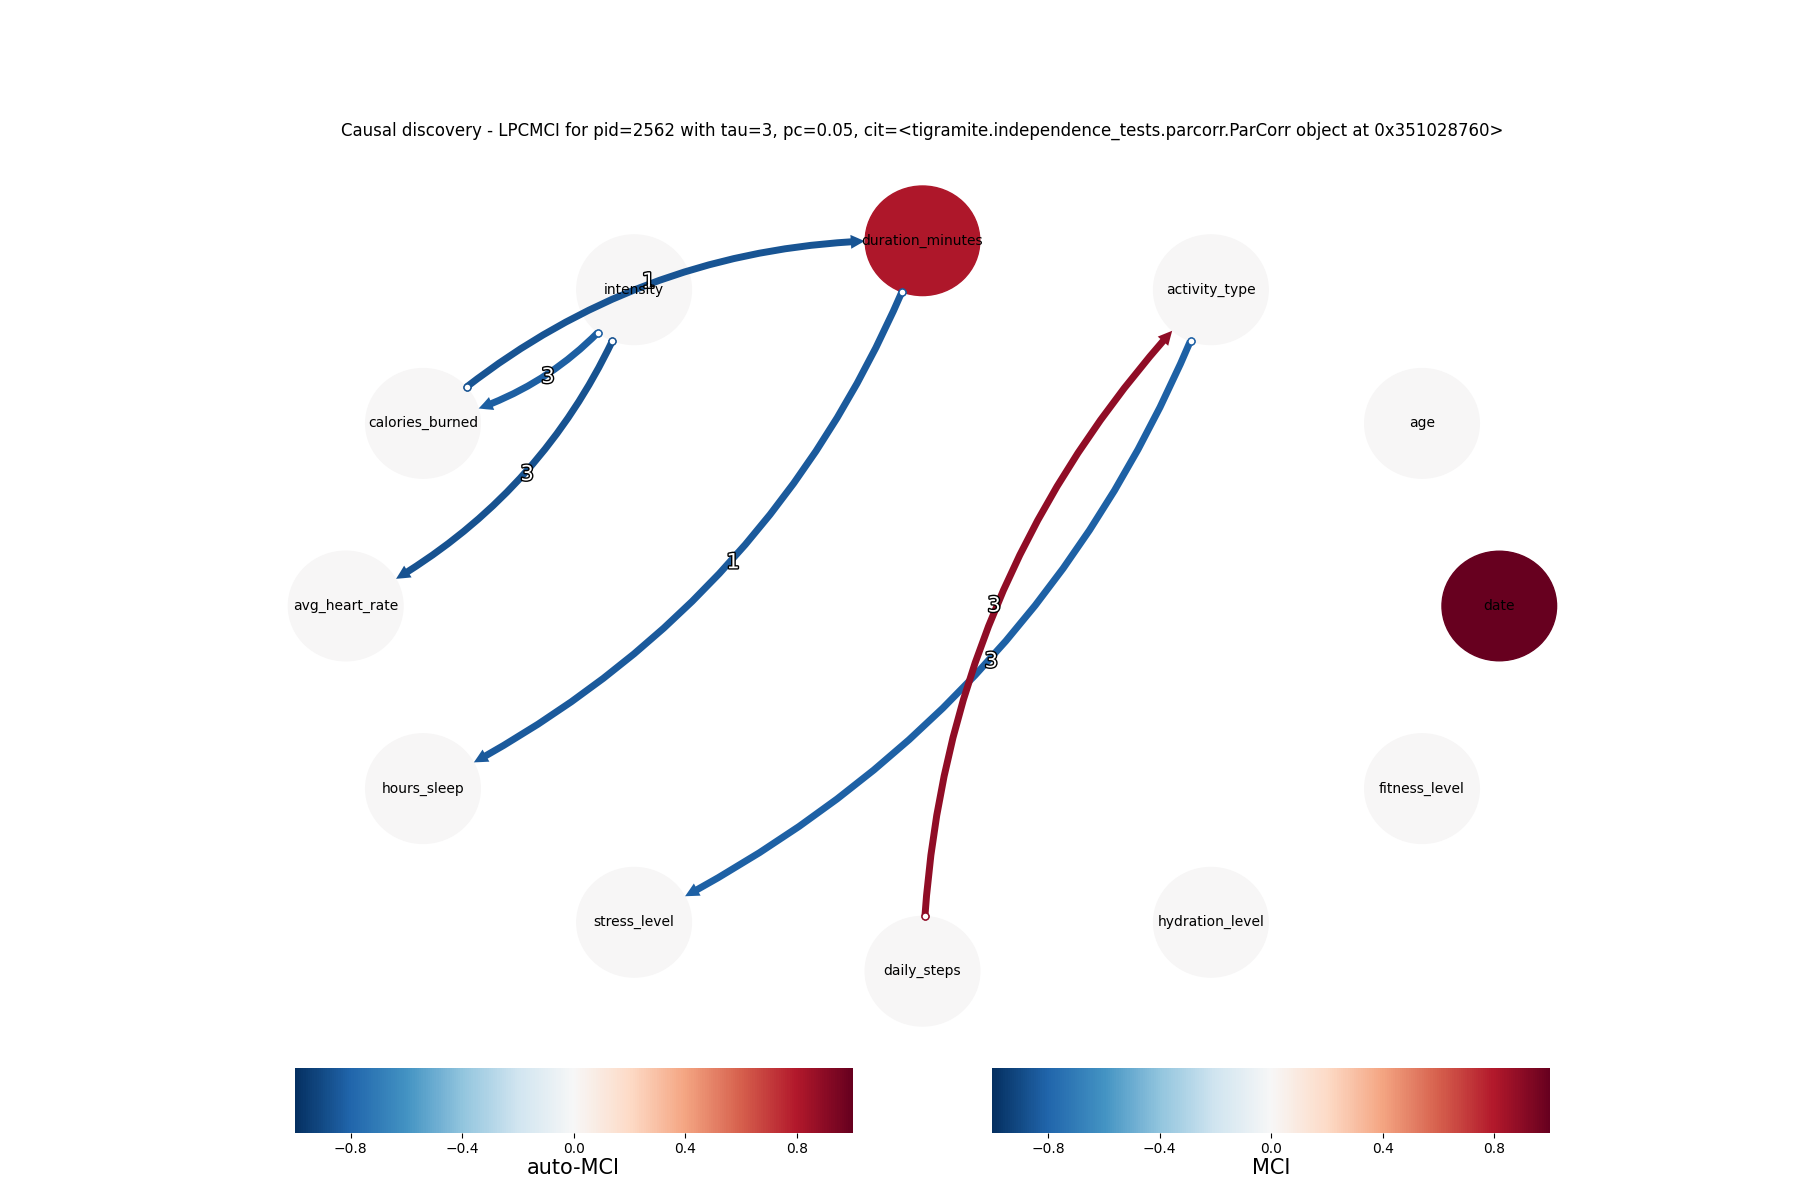 Causal discovery - LPCMCI for pid=2562 with tau=3, pc=0.05, cit=<tigramite.independence_tests.parcorr.ParCorr object at 0x351028760>
duration_minutes
intensity
activity_type
1
3
calories_burned
age
3
avg_heart_rate
date
1
3
3
hours_sleep
fitness_level
stress_level
hydration_level
daily_steps
−0.8 −0.4 0.0 0.4 0.8
auto-MCI
−0.8 −0.4 0.0 0.4 0.8
MCI